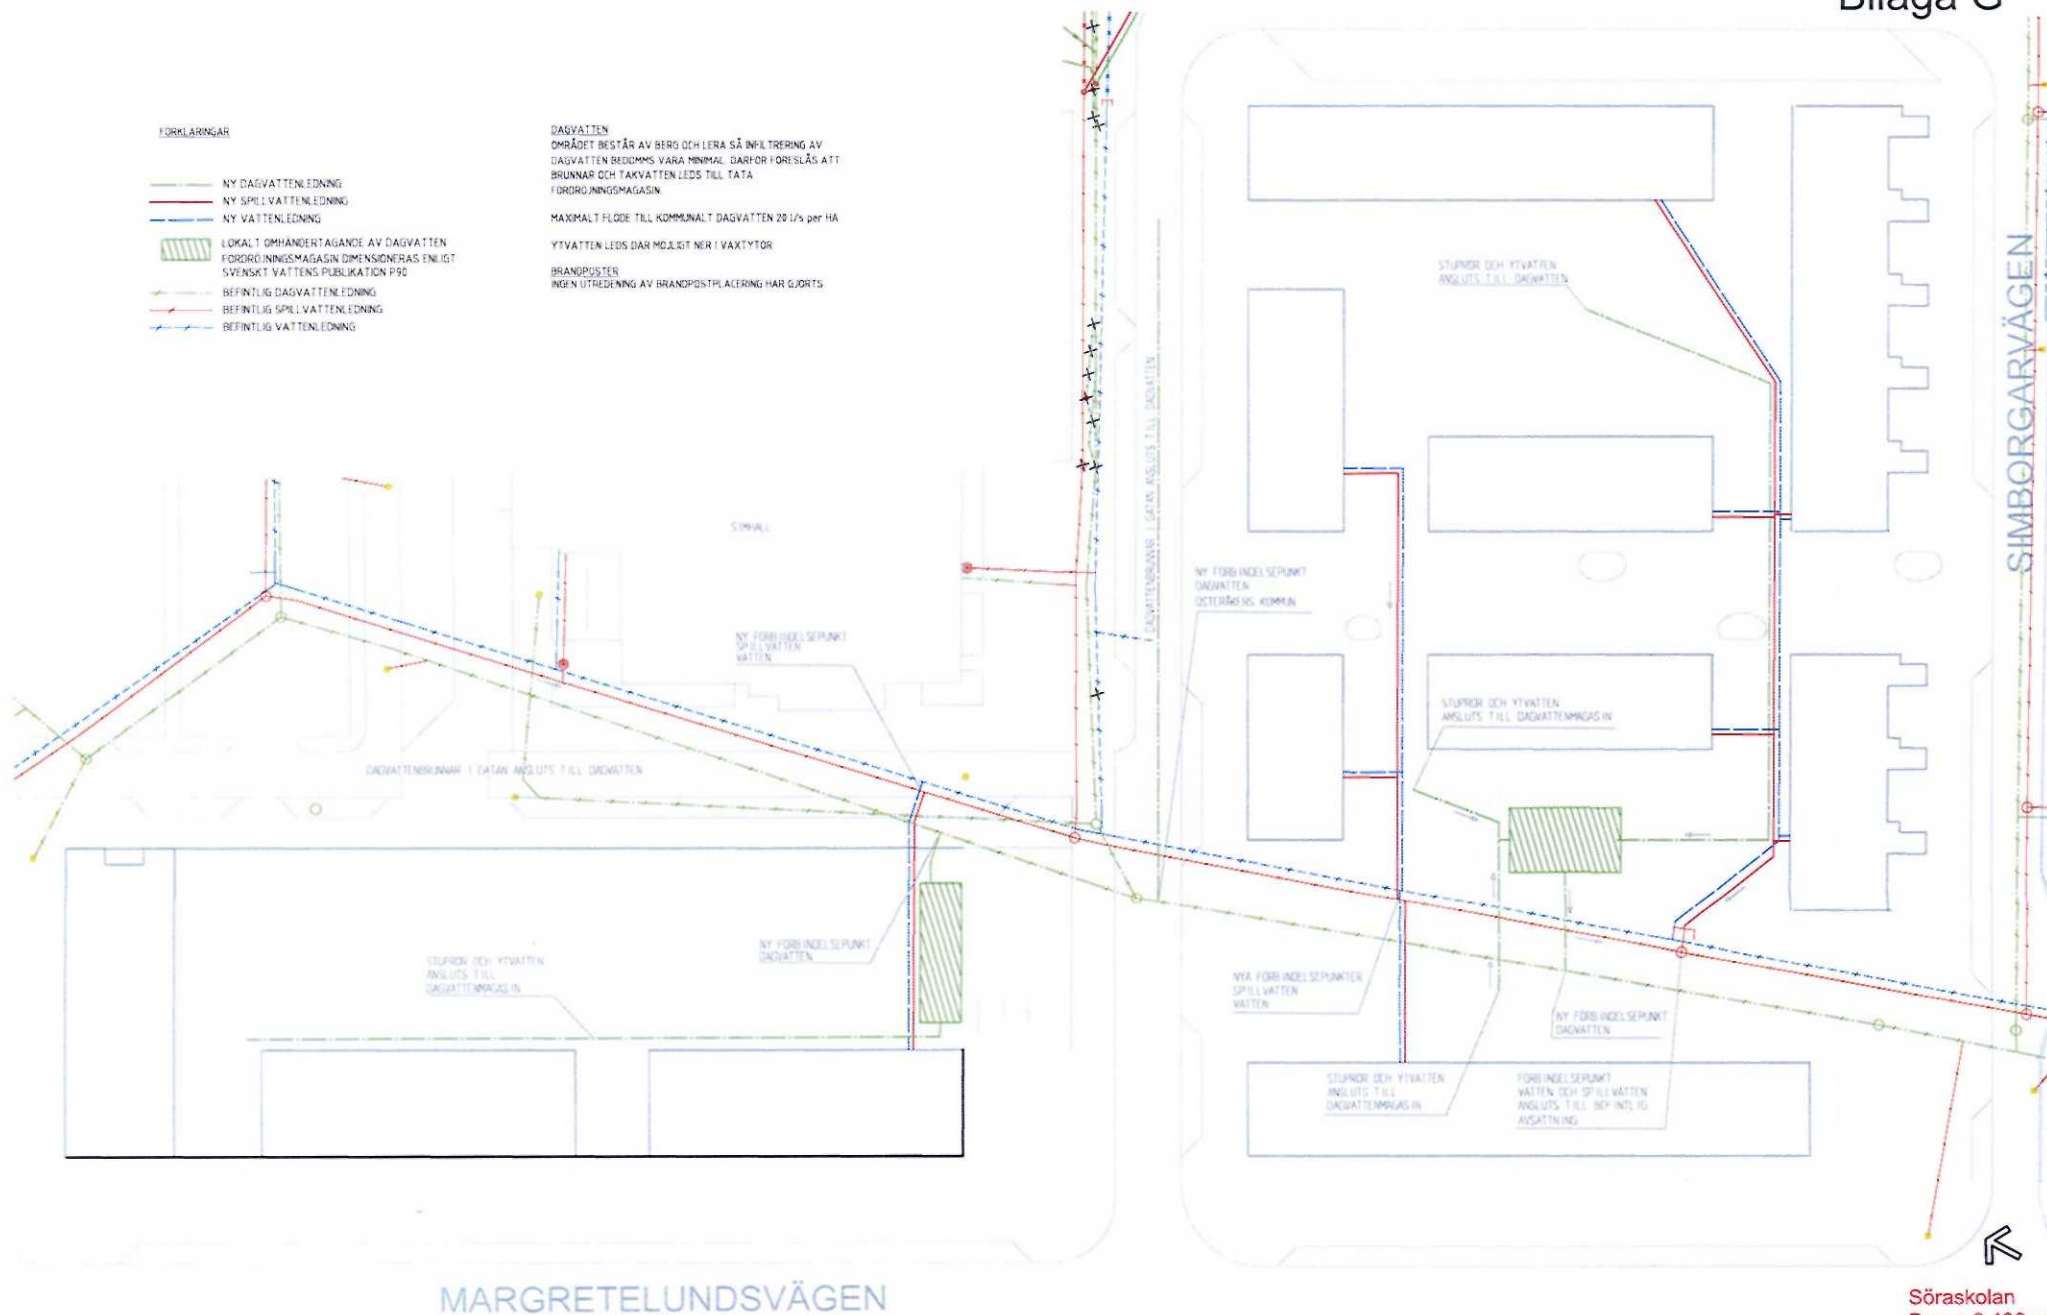 Bilaga G
FÖRKLARINGAR
NY DAGVATTENLEDNING
NY SPILLVATTENLEDNING
NY VATTENLEDNING
LOKALT OMHÄNDERTAGANDE AV DAGVATTEN
FÖRDRÖJNINGSMAGASIN DIMENSIONERAS ENLIGT
SVENSKT VATTENS PUBLIKATION P90
BEFINTLIG DAGVATTENLEDNING
BEFINTLIG SPILLVATTENLEDNING
BEFINTLIG VATTENLEDNING
DAGVATTEN
OMRÅDET BESTÅR AV BERG OCH LERA SÅ INFILTRERING AV
DAGVATTEN BEDÖMMS VARA MINIMAL. DÄRFÖR FÖRESLÅS ATT
BRUNNAR OCH TAKVATTEN LEDS TILL TÄTA
FÖRDRÖJNINGSMAGASIN.
MAXIMALT FLÖDE TILL KOMMUNALT DAGVATTEN 20 l/s per HA
YTVATTEN LEDS DÄR MÖJLIGT NER I VÄXTYTOR
BRANDPOSTER
INGEN UTREDENING AV BRANDPOSTPLACERING HAR GJORTS.
STUPRÖR OCH YTVATTEN
ANSLUTS TILL DAGVATTEN
SIMBORGARVÄGEN
DAGVATTENBRUNNAR I GATAN ANSLUTS TILL DAGVATTEN
SIMHALL
NY FÖRBINDELSEPUNKT
DAGVATTEN
ÖSTERÅKERS KOMMUN
NY FÖRBINDELSEPUNKT
SPILLVATTEN
VATTEN
STUPRÖR OCH YTVATTEN
ANSLUTS TILL DAGVATTENMAGASIN
DAGVATTENBRUNNAR I GATAN ANSLUTS TILL DAGVATTEN
NY FÖRBINDELSEPUNKT
DAGVATTEN
STUPRÖR OCH YTVATTEN
ANSLUTS TILL
DAGVATTENMAGASIN
NYA FÖRBINDELSEPUNKTER
SPILLVATTEN
VATTEN
NY FÖRBINDELSEPUNKT
DAGVATTEN
STUPRÖR OCH YTVATTEN
ANSLUTS TILL
DAGVATTENMAGASIN
FÖRBINDELSEPUNKT
VATTEN OCH SPILLVATTEN
ANSLUTS TILL BEFINTLIG
AVSÄTTNING
MARGRETELUNDSVÄGEN
Söraskolan